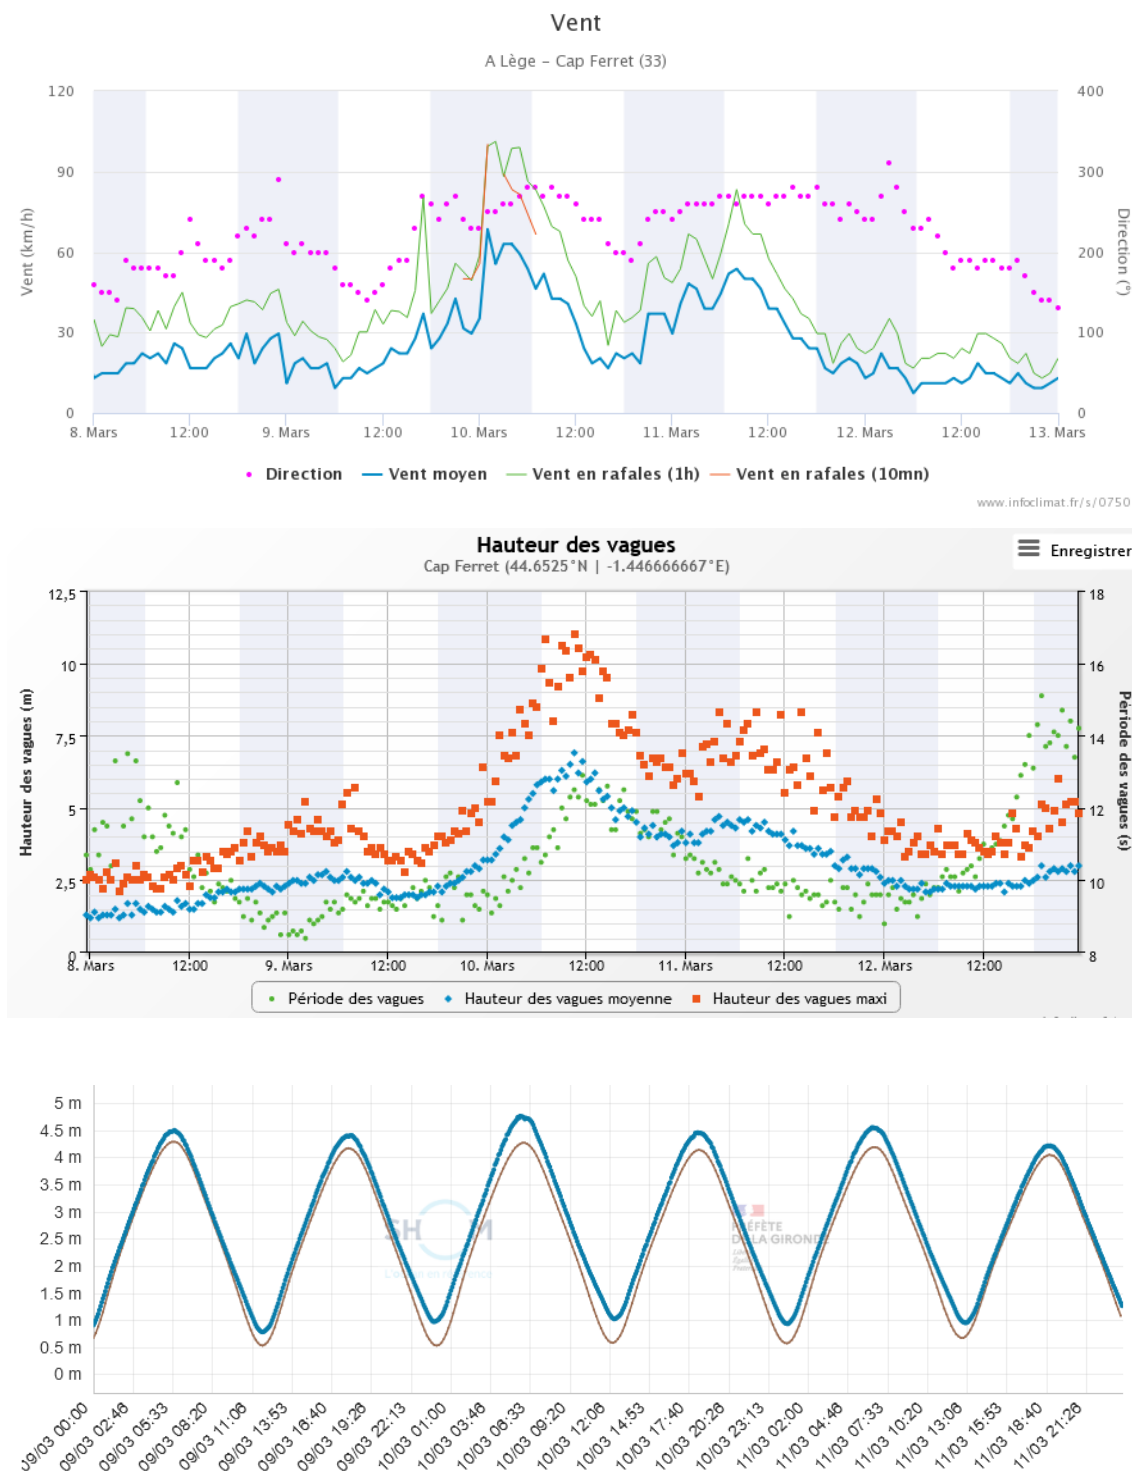 Vent
A Lège – Cap Ferret (33)
120 400
90 300
60 200
30 100
0 0
Vent (km/h)
Direction (°)
8. Mars 12:00 9. Mars 12:00 10. Mars 12:00 11. Mars 12:00 12. Mars 12:00 13. Mars
Direction Vent moyen Vent en rafales (1h) Vent en rafales (10mn)
www.infoclimat.fr/s/0750
Hauteur des vagues
Cap Ferret (44.6525°N | -1.446666667°E)
Enregistrer
12,5 18
10 16
7,5 14
5 12
2,5 10
0 8
Hauteur des vagues (m)
Période des vagues (s)
8. Mars 12:00 9. Mars 12:00 10. Mars 12:00 11. Mars 12:00 12. Mars 12:00
Période des vagues Hauteur des vagues moyenne Hauteur des vagues maxi
5 m
4.5 m
4 m
3.5 m
3 m
2.5 m
2 m
1.5 m
1 m
0.5 m
0 m
SHOM
PRÉFÈTE
DE LA GIRONDE
09/03 00:00 09/03 02:46 09/03 05:33 09/03 08:20 09/03 11:06 09/03 13:53 09/03 16:40 09/03 19:26 09/03 22:13 10/03 01:00 10/03 03:46 10/03 06:33 10/03 09:20 10/03 12:06 10/03 14:53 10/03 17:40 10/03 20:26 10/03 23:13 11/03 02:00 11/03 04:46 11/03 07:33 11/03 10:20 11/03 13:06 11/03 15:53 11/03 18:40 11/03 21:26